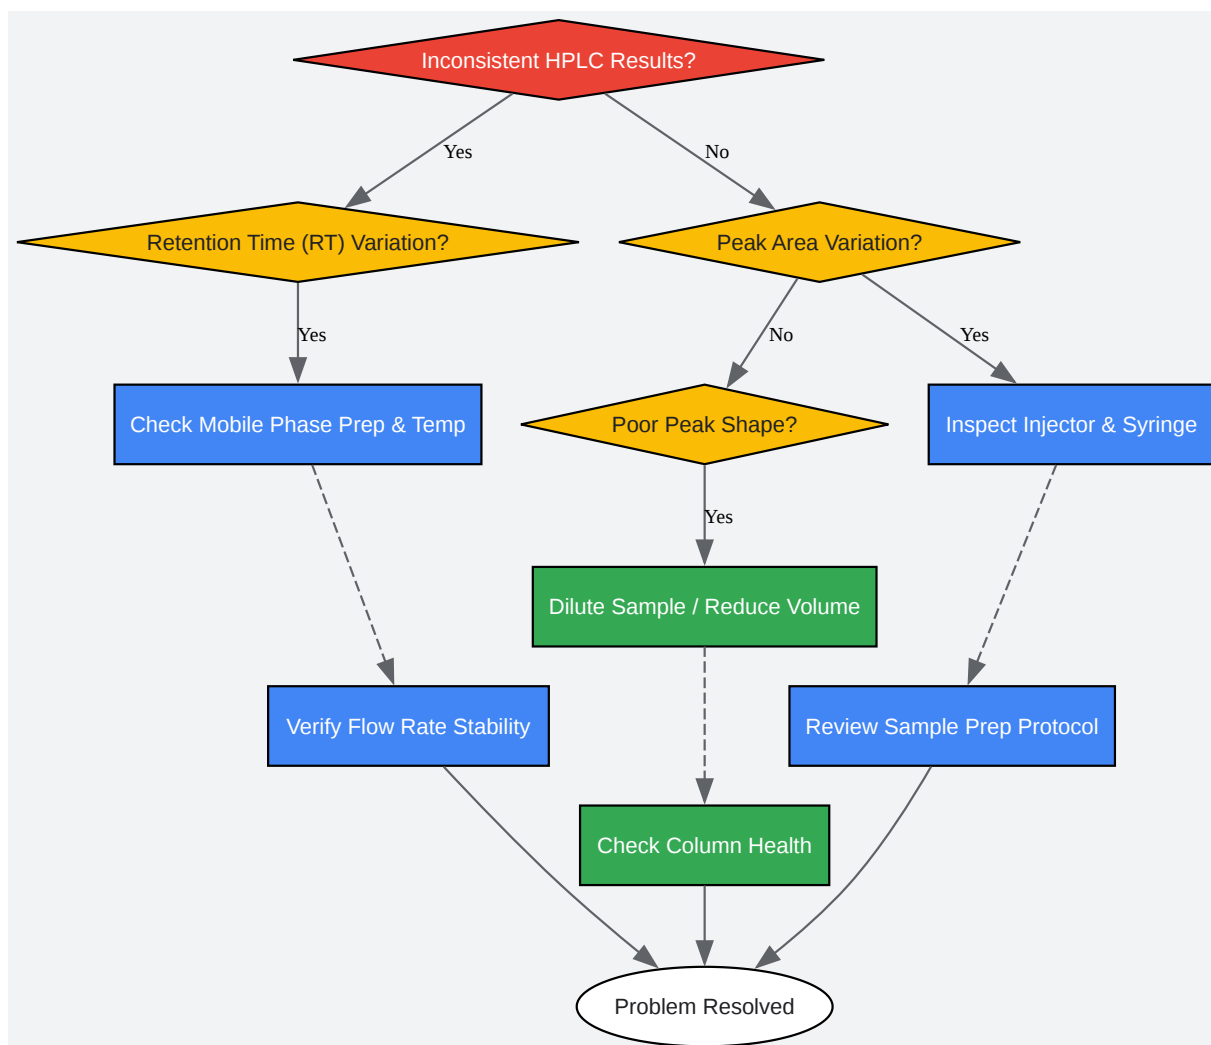 Inconsistent HPLC Results?
Yes
No
Retention Time (RT) Variation?
Peak Area Variation?
Yes
No
Yes
Check Mobile Phase Prep & Temp
Poor Peak Shape?
Inspect Injector & Syringe
Yes
Dilute Sample / Reduce Volume
Verify Flow Rate Stability
Review Sample Prep Protocol
Check Column Health
Problem Resolved